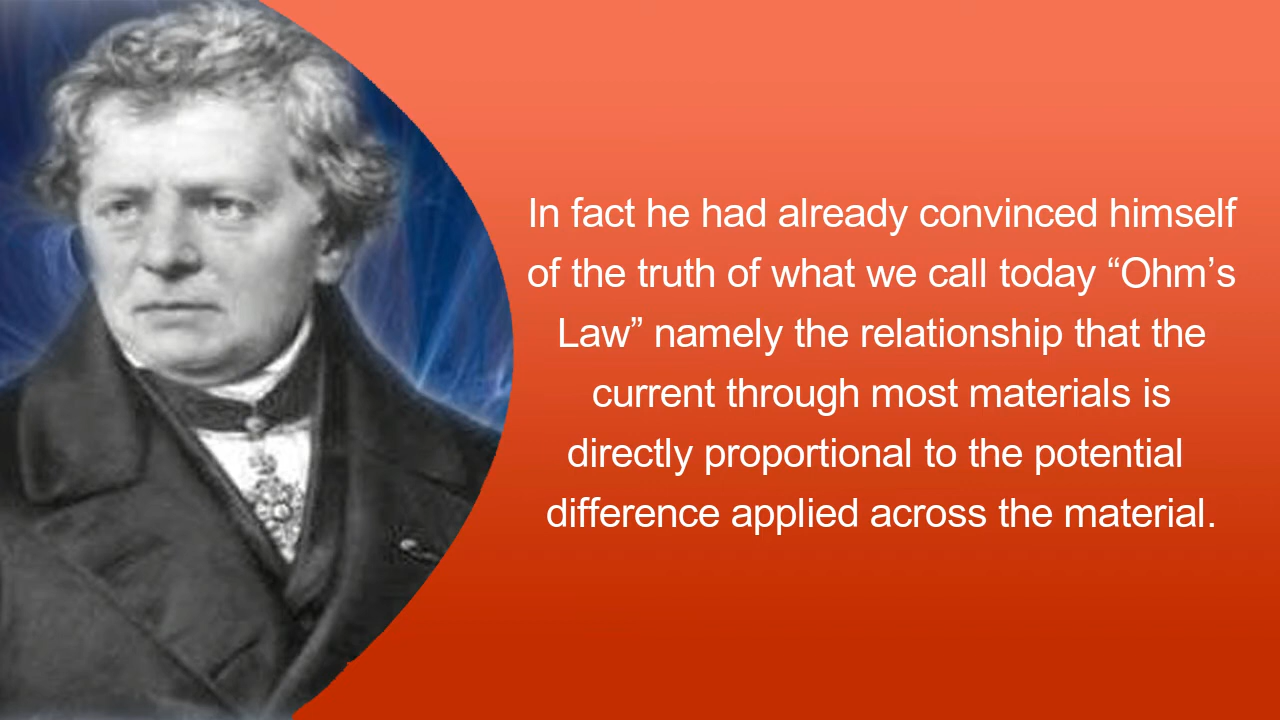 In fact he had already convinced himself
of the truth of what we call today “Ohm’s
Law” namely the relationship that the
current through most materials is
directly proportional to the potential
difference applied across the material.